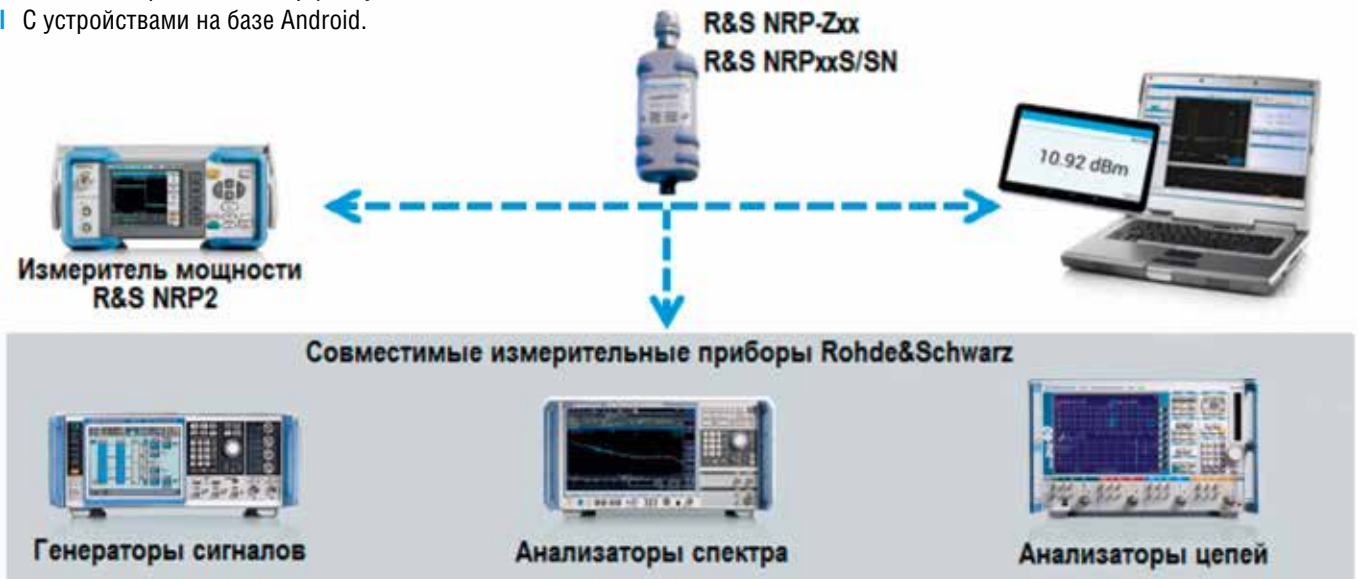 С устройствами на базе Android.
R&S NRP-Zxx
R&S NRPxxS/SN
10.92 dBm
Измеритель мощности
R&S NRP2
Совместимые измерительные приборы Rohde&Schwarz
Генераторы сигналов
Анализаторы спектра
Анализаторы цепей